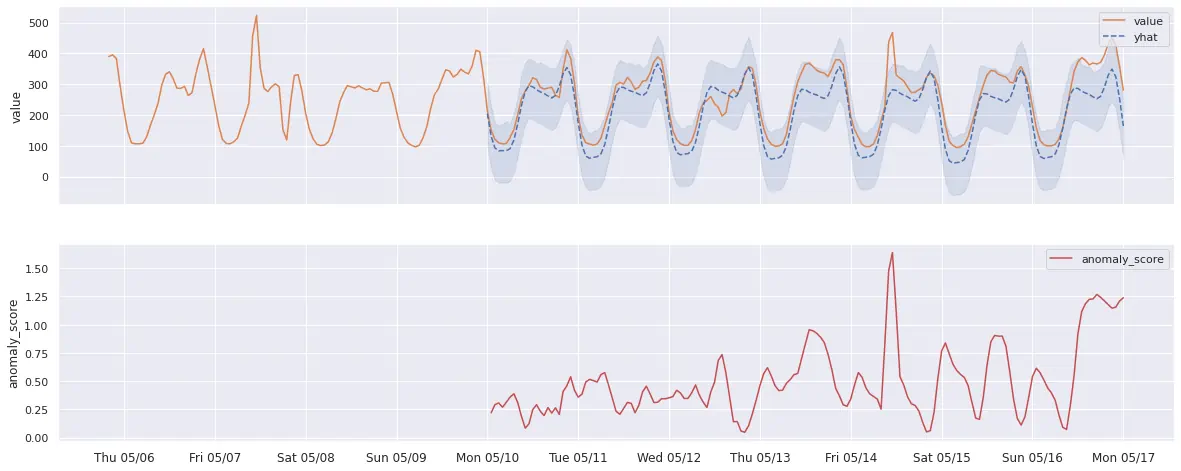 500
400
300
200
100
0
value
value
yhat
1.50
1.25
1.00
0.75
0.50
0.25
0.00
anomaly_score
anomaly_score
Thu 05/06 Fri 05/07 Sat 05/08 Sun 05/09 Mon 05/10 Tue 05/11 Wed 05/12 Thu 05/13 Fri 05/14 Sat 05/15 Sun 05/16 Mon 05/17